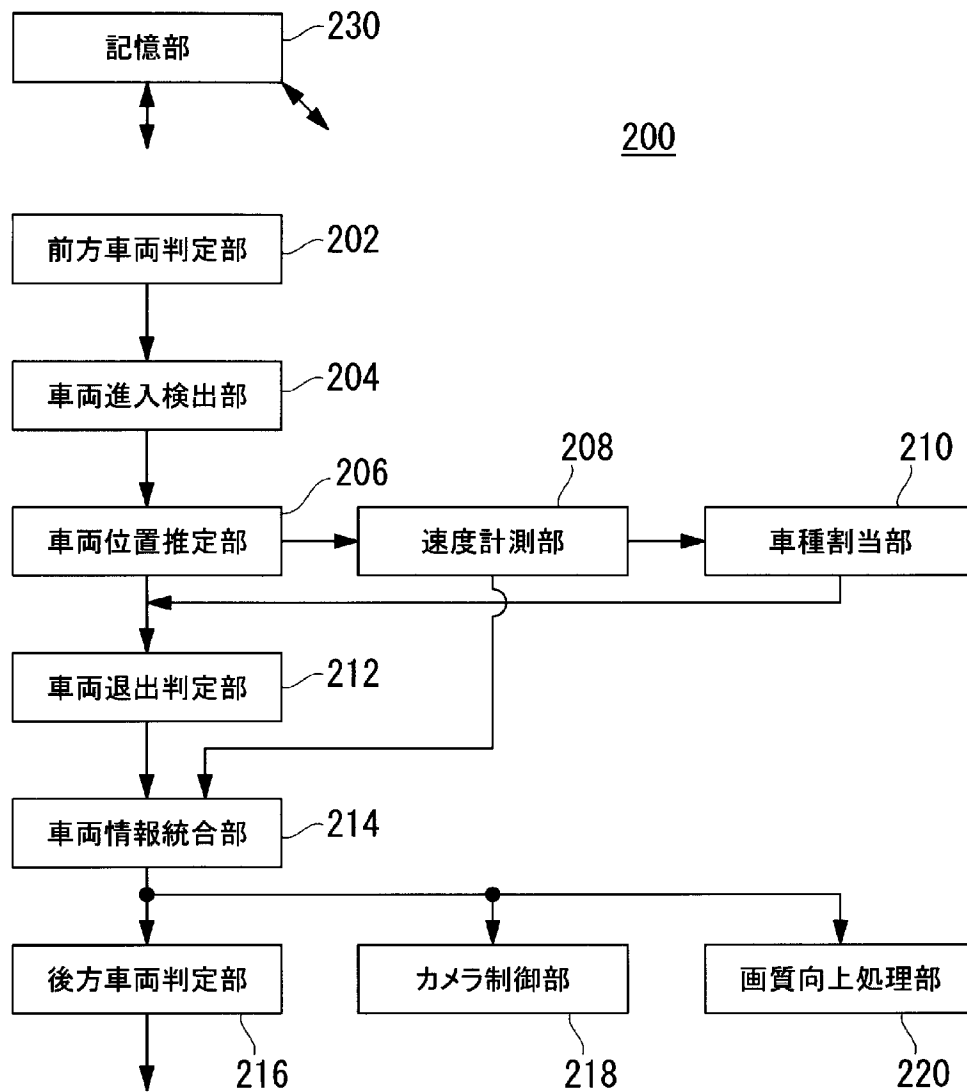 記憶部
230
200
前方車両判定部
202
車両進入検出部
204
車両位置推定部
206
速度計測部
208
車種割当部
210
車両退出判定部
212
車両情報統合部
214
後方車両判定部
216
カメラ制御部
218
画質向上処理部
220